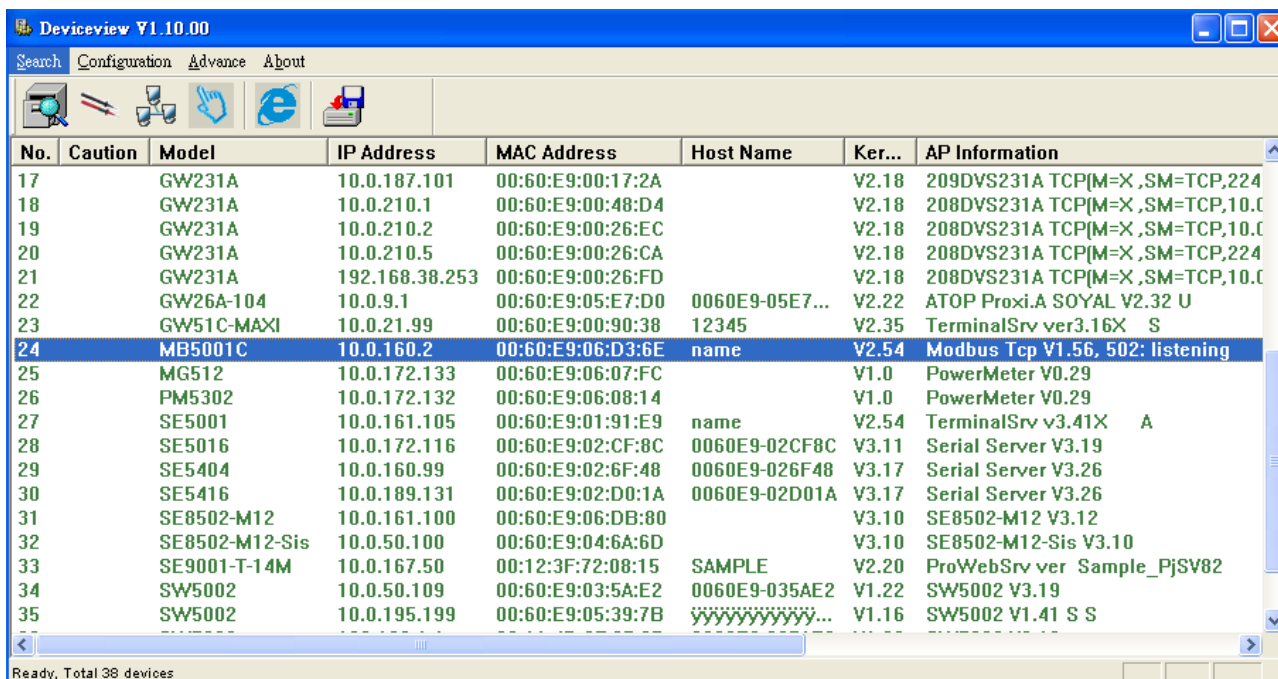 Deviceview V1.10.00
Search Configuration Advance About
No. Caution Model IP Address MAC Address Host Name Ker... AP Information
17 GW231A 10.0.187.101 00:60:E9:00:17:2A V2.18 209DVS231A TCP(M=X ,SM=TCP,224
18 GW231A 10.0.210.1 00:60:E9:00:48:D4 V2.18 208DVS231A TCP(M=X ,SM=TCP,10.0
19 GW231A 10.0.210.2 00:60:E9:00:26:EC V2.18 208DVS231A TCP(M=X ,SM=TCP,10.0
20 GW231A 10.0.210.5 00:60:E9:00:26:CA V2.18 208DVS231A TCP(M=X ,SM=TCP,224
21 GW231A 192.168.38.253 00:60:E9:00:26:FD V2.18 208DVS231A TCP(M=X ,SM=TCP,10.0
22 GW26A-104 10.0.9.1 00:60:E9:05:E7:D0 0060E9-05E7... V2.22 ATOP Proxi.A SOYAL V2.32 U
23 GW51C-MAXI 10.0.21.99 00:60:E9:00:90:38 12345 V2.35 TerminalSrv ver3.16X S
24 MB5001C 10.0.160.2 00:60:E9:06:D3:6E name V2.54 Modbus Tcp V1.56, 502: listening
25 MG512 10.0.172.133 00:60:E9:06:07:FC V1.0 PowerMeter V0.29
26 PM5302 10.0.172.132 00:60:E9:06:08:14 V1.0 PowerMeter V0.29
27 SE5001 10.0.161.105 00:60:E9:01:91:E9 name V2.54 TerminalSrv v3.41X A
28 SE5016 10.0.172.116 00:60:E9:02:CF:8C 0060E9-02CF8C V3.11 Serial Server V3.19
29 SE5404 10.0.160.99 00:60:E9:02:6F:48 0060E9-026F48 V3.17 Serial Server V3.26
30 SE5416 10.0.189.131 00:60:E9:02:D0:1A 0060E9-02D01A V3.17 Serial Server V3.26
31 SE8502-M12 10.0.161.100 00:60:E9:06:DB:80 V3.10 SE8502-M12 V3.12
32 SE8502-M12-Sis 10.0.50.100 00:60:E9:04:6A:6D V3.10 SE8502-M12-Sis V3.10
33 SE9001-T-14M 10.0.167.50 00:12:3F:72:08:15 SAMPLE V2.20 ProWebSrv ver Sample_PjSV82
34 SW5002 10.0.50.109 00:60:E9:03:5A:E2 0060E9-035AE2 V1.22 SW5002 V3.19
35 SW5002 10.0.195.199 00:60:E9:05:39:7B ÿÿÿÿÿÿÿÿÿÿÿ... V1.16 SW5002 V1.41 S S
Ready, Total 38 devices